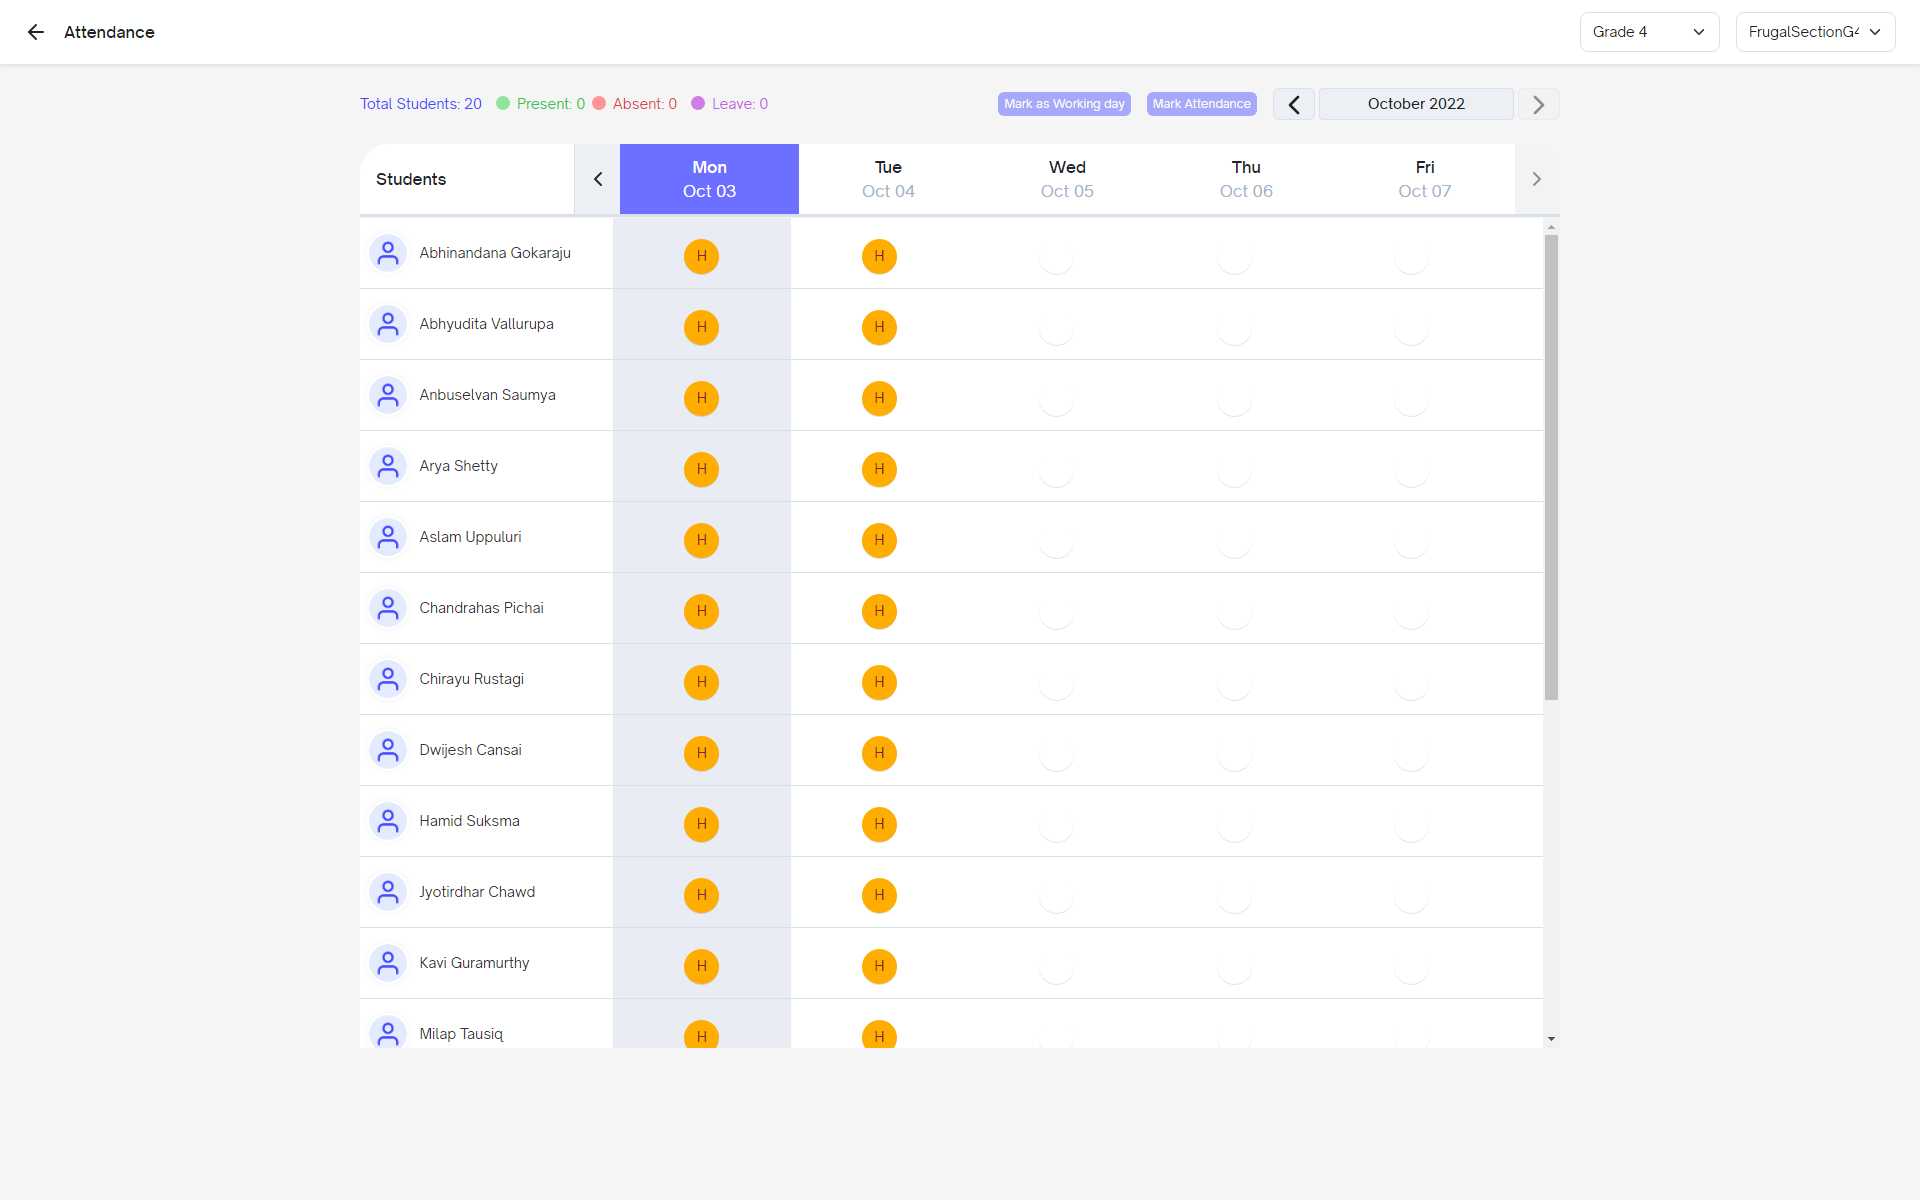 Attendance
Grade 4
FrugalSectionG4
Total Students: 20 Present: 0 Absent: 0 Leave: 0
Mark as Working day Mark Attendance October 2022
Students Mon Tue Wed Thu Fri
Oct 03 Oct 04 Oct 05 Oct 06 Oct 07
Abhinandana Gokaraju H H
Abhyudita Vallurupa H H
Anbuselvan Saumya H H
Arya Shetty H H
Aslam Uppuluri H H
Chandrahas Pichai H H
Chirayu Rustagi H H
Dwijesh Cansai H H
Hamid Suksma H H
Jyotirdhar Chawd H H
Kavi Guramurthy H H
Milap Tausiq H H